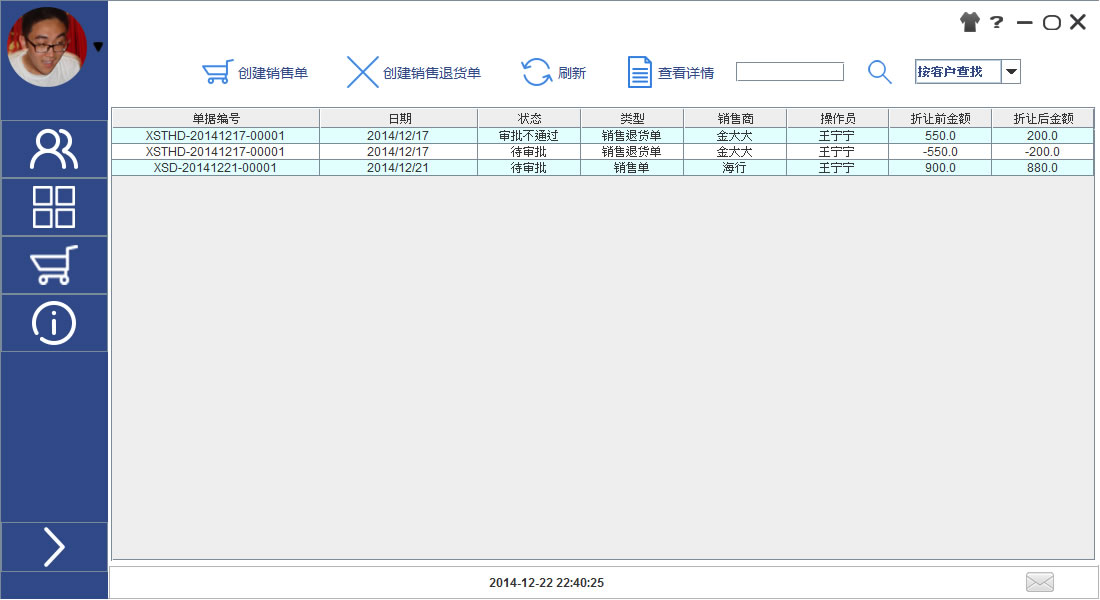 ?
创建销售单 创建销售退货单 刷新 查看详情 按客户查找
单据编号 日期 状态 类型 销售商 操作员 折让前金额 折让后金额
XSTHD-20141217-00001 2014/12/17 审批不通过 销售退货单 金大大 王宁宁 550.0 200.0
XSTHD-20141217-00001 2014/12/17 待审批 销售退货单 金大大 王宁宁 -550.0 -200.0
XSD-20141221-00001 2014/12/21 待审批 销售单 海行 王宁宁 900.0 880.0
2014-12-22 22:40:25